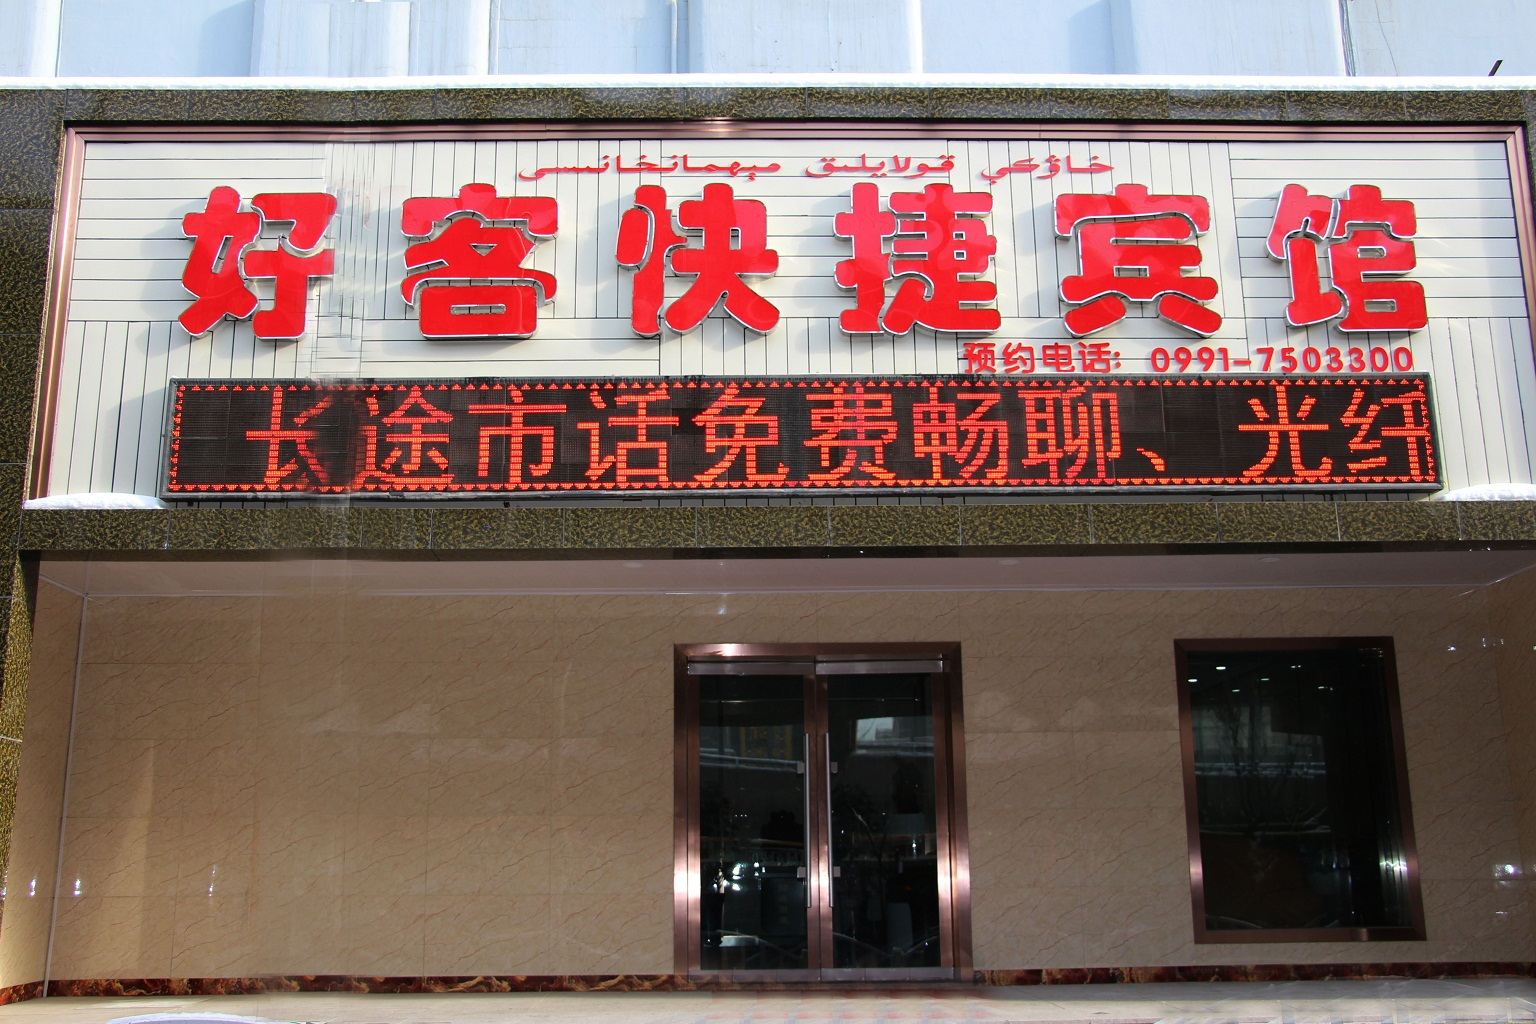 خاۋكې قولايلىق مېھمانخانىسى
好客快捷宾馆
预约电话: 0991-7503300
长途市话免费畅聊、光纤